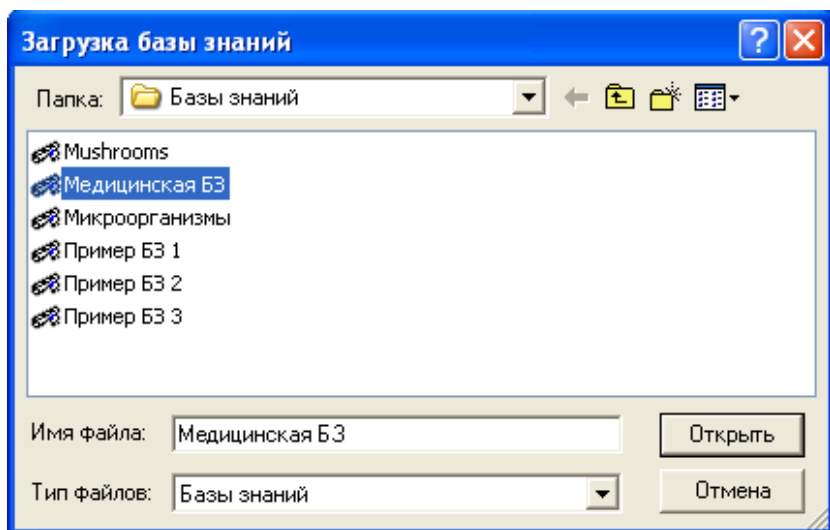 Загрузка базы знаний
Папка: Базы знаний
Mushrooms
Медицинская БЗ
Микроорганизмы
Пример БЗ 1
Пример БЗ 2
Пример БЗ 3
Имя файла: Медицинская БЗ Открыть
Тип файлов: Базы знаний Отмена